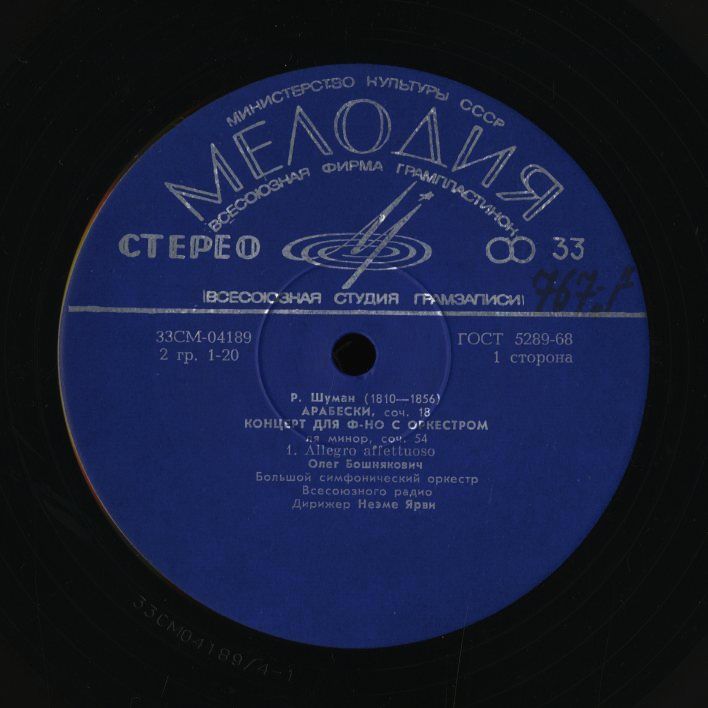 МИНИСТЕРСТВО КУЛЬТУРЫ СССР
МЕЛОДИЯ
ВСЕСОЮЗНАЯ ФИРМА ГРАМПЛАСТИНОК
СТЕРЕО 33
ВСЕСОЮЗНАЯ СТУДИЯ ГРАМЗАПИСИ
33СМ-04189 ГОСТ 5289-68
2 гр. 1-20 1 сторона
Р. Шуман (1810—1856)
АРАБЕСКИ, соч. 18
КОНЦЕРТ ДЛЯ Ф-НО С ОРКЕСТРОМ
ля минор, соч. 54
1. Allegro affettuoso
Олег Бошнякович
Большой симфонический оркестр
Всесоюзного радио
Дирижер Неэме Ярви
33СМ04189/4-1